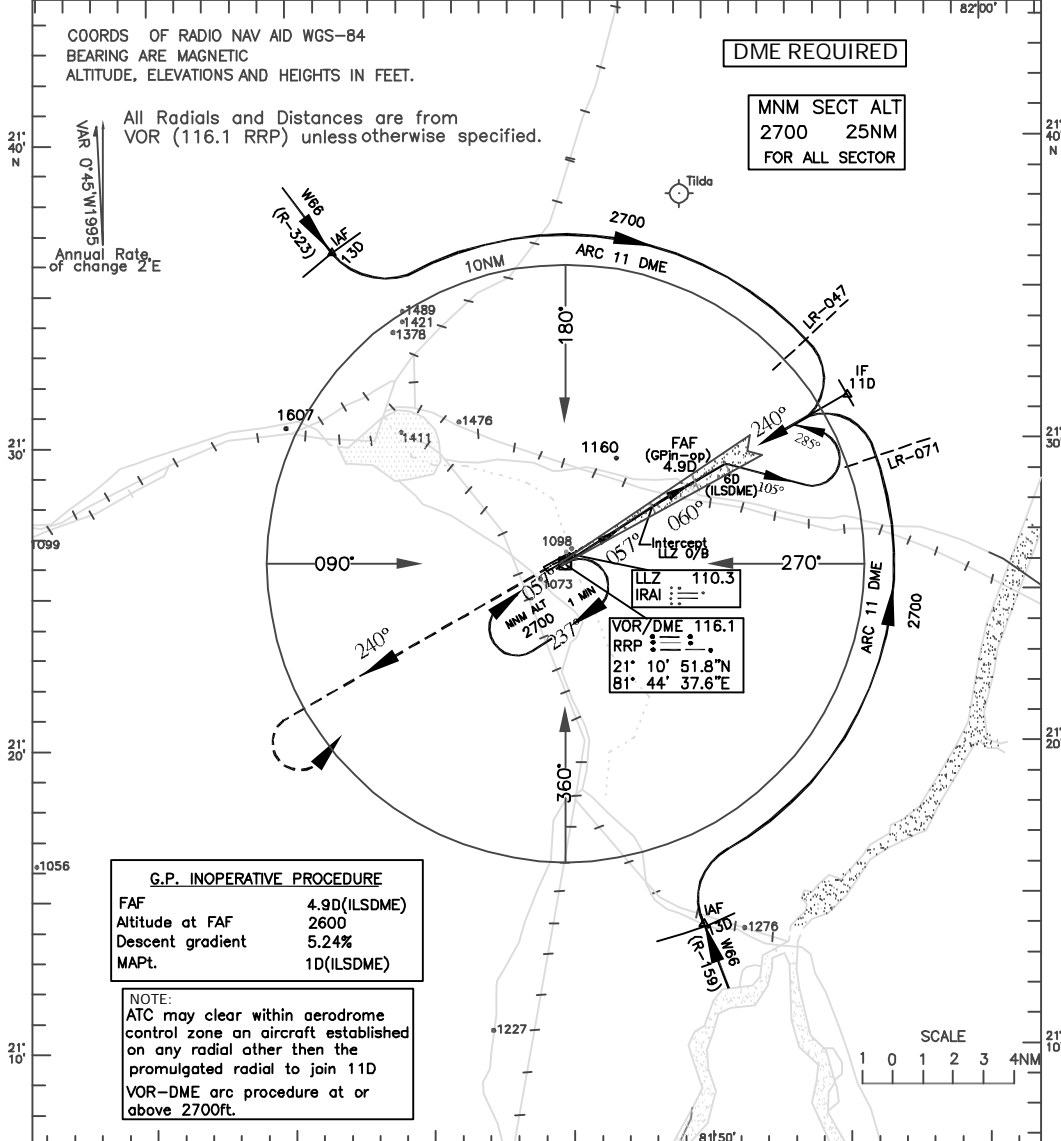 82°00'
COORDS OF RADIO NAV AID WGS-84
BEARING ARE MAGNETIC
ALTITUDE, ELEVATIONS AND HEIGHTS IN FEET.
DME REQUIRED
All Radials and Distances are from
VOR (116.1 RRP) unless otherwise specified.
MNM SECT ALT
2700 25NM
FOR ALL SECTOR
21°
40'
N
21°
40'
N
VAR 0°45'W1995
Annual Rate
of change 2'E
Tilda
W66
(R-323)
IAF
13D
2700
ARC 11 DME
10NM
LR-047
1489
1421
1378
180°
IF
11D
1607
1476
1411
1160
FAF
(GPin-op)
4.9D
240°
285°
21°
30'
21°
30'
LR-071
6D
(ILSDME)
105°
060°
057°
Intercept
LLZ O/B
1099
1098
1073
090°
270°
057°
LLZ 110.3
IRAI
MNM ALT
2700
1 MIN
237°
VOR/DME 116.1
RRP
21° 10' 51.8"N
81° 44' 37.6"E
ARC 11 DME
2700
240°
21°
20'
21°
20'
360°
1056
G.P. INOPERATIVE PROCEDURE
FAF 4.9D(ILSDME)
Altitude at FAF 2600
Descent gradient 5.24%
MAPt. 1D(ILSDME)
IAF
13D
1276
(R-159)
W66
NOTE:
ATC may clear within aerodrome
control zone an aircraft established
on any radial ather then the
promulgated radial to join 11D
VOR-DME arc procedure at or
above 2700ft.
1227
21°
10'
21°
10'
SCALE
1 0 1 2 3 4NM
81°50'